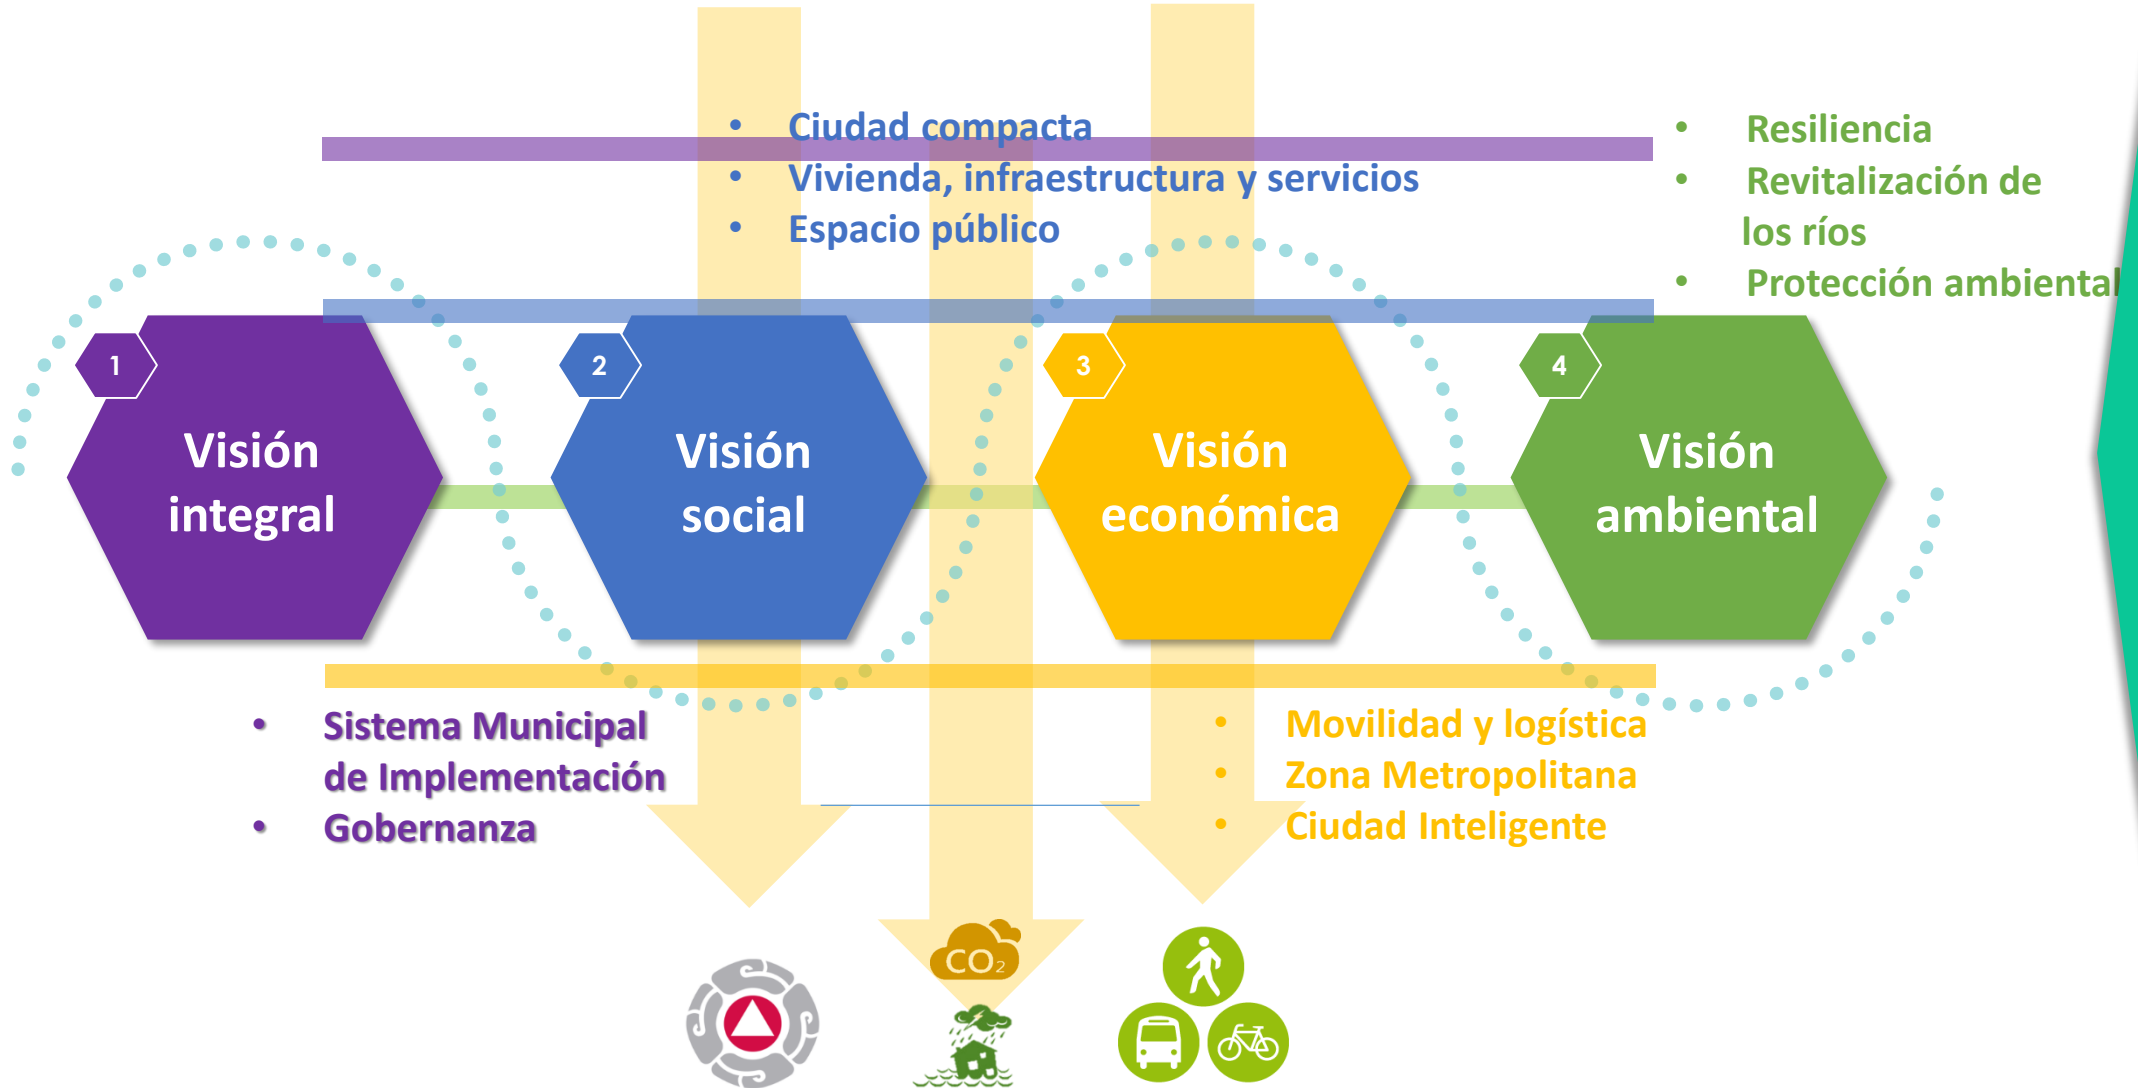 • Ciudad compacta
• Vivienda, infraestructura y servicios
• Espacio público
• Resiliencia
• Revitalización de
los ríos
• Protección ambiental
1
Visión
integral
2
Visión
social
3
Visión
económica
4
Visión
ambiental
• Sistema Municipal
de Implementación
• Gobernanza
• Movilidad y logística
• Zona Metropolitana
• Ciudad Inteligente
CO₂